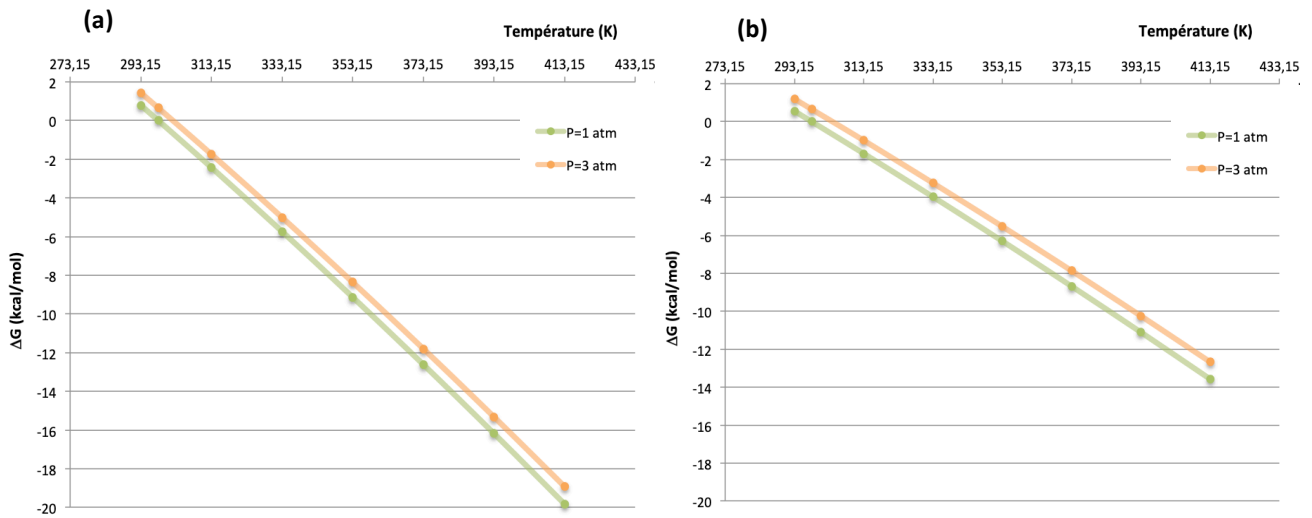 (a)
Température (K)
273,15 293,15 313,15 333,15 353,15 373,15 393,15 413,15 433,15
2
0
-2
-4
-6
-8
-10
-12
-14
-16
-18
-20
ΔG (kcal/mol)
P=1 atm
P=3 atm
(b)
Température (K)
273,15 293,15 313,15 333,15 353,15 373,15 393,15 413,15 433,15
2
0
-2
-4
-6
-8
-10
-12
-14
-16
-18
-20
ΔG (kcal/mol)
P=1 atm
P=3 atm